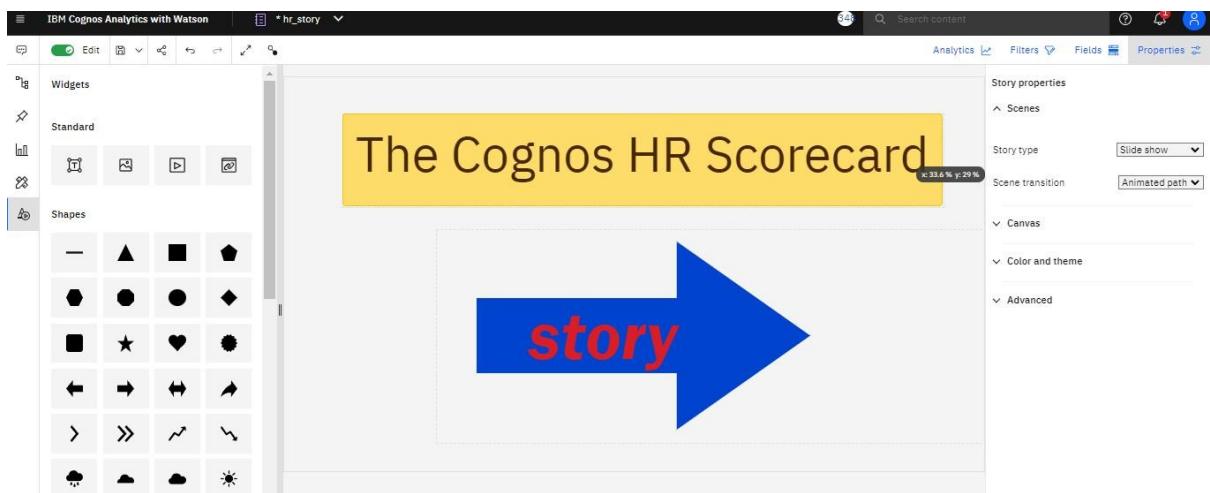 IBM Cognos Analytics with Watson
* hr_story
Search content
Edit
Analytics
Filters
Fields
Properties
Widgets
Standard
Shapes
The Cognos HR Scorecard
x: 33.6 % y: 29 %
story
Story properties
Scenes
Story type
Slide show
Scene transition
Animated path
Canvas
Color and theme
Advanced